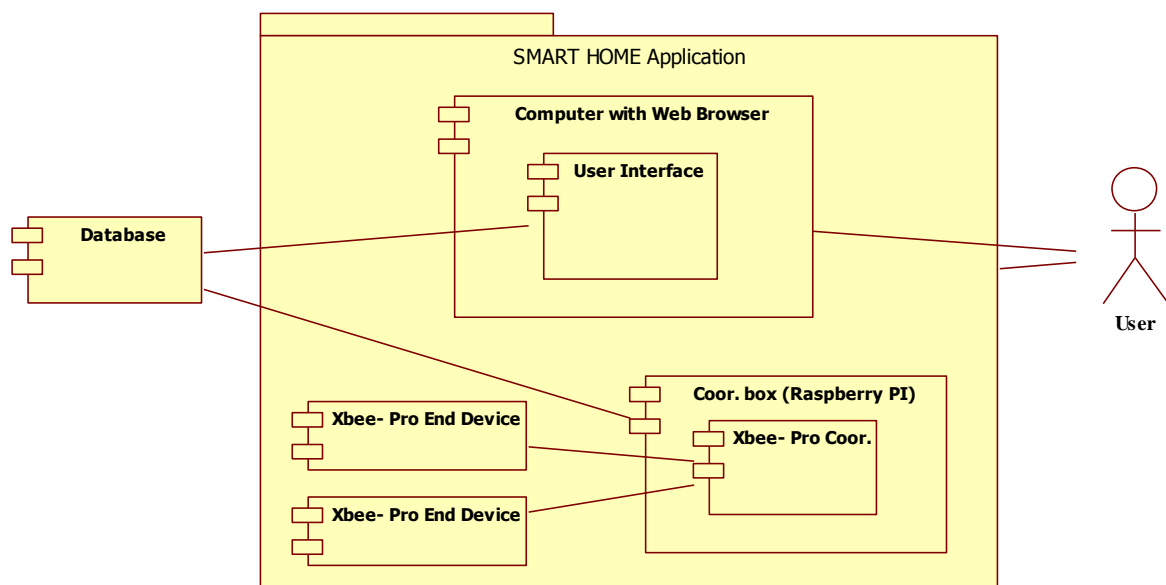 SMART HOME Application
Computer with Web Browser
User Interface
Database
User
Coor. box (Raspberry PI)
Xbee- Pro End Device
Xbee- Pro Coor.
Xbee- Pro End Device